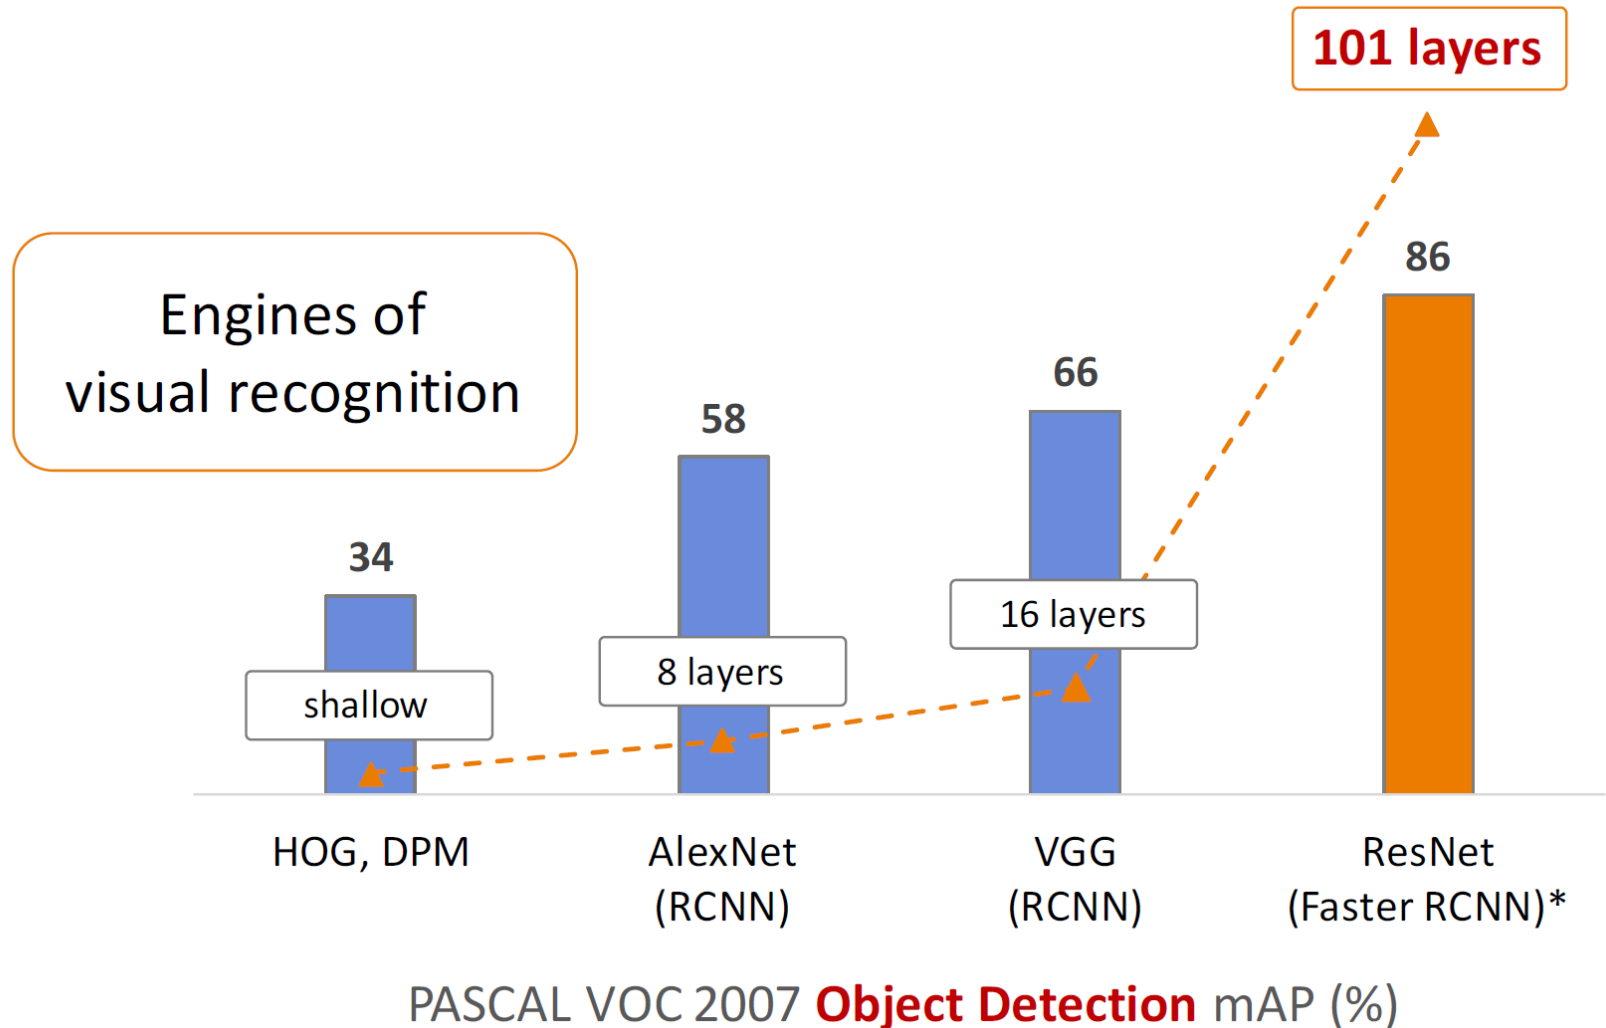 101 layers
Engines of
visual recognition
86
66
58
34
16 layers
8 layers
shallow
HOG, DPM
AlexNet
(RCNN)
VGG
(RCNN)
ResNet
(Faster RCNN)*
PASCAL VOC 2007 Object Detection mAP (%)